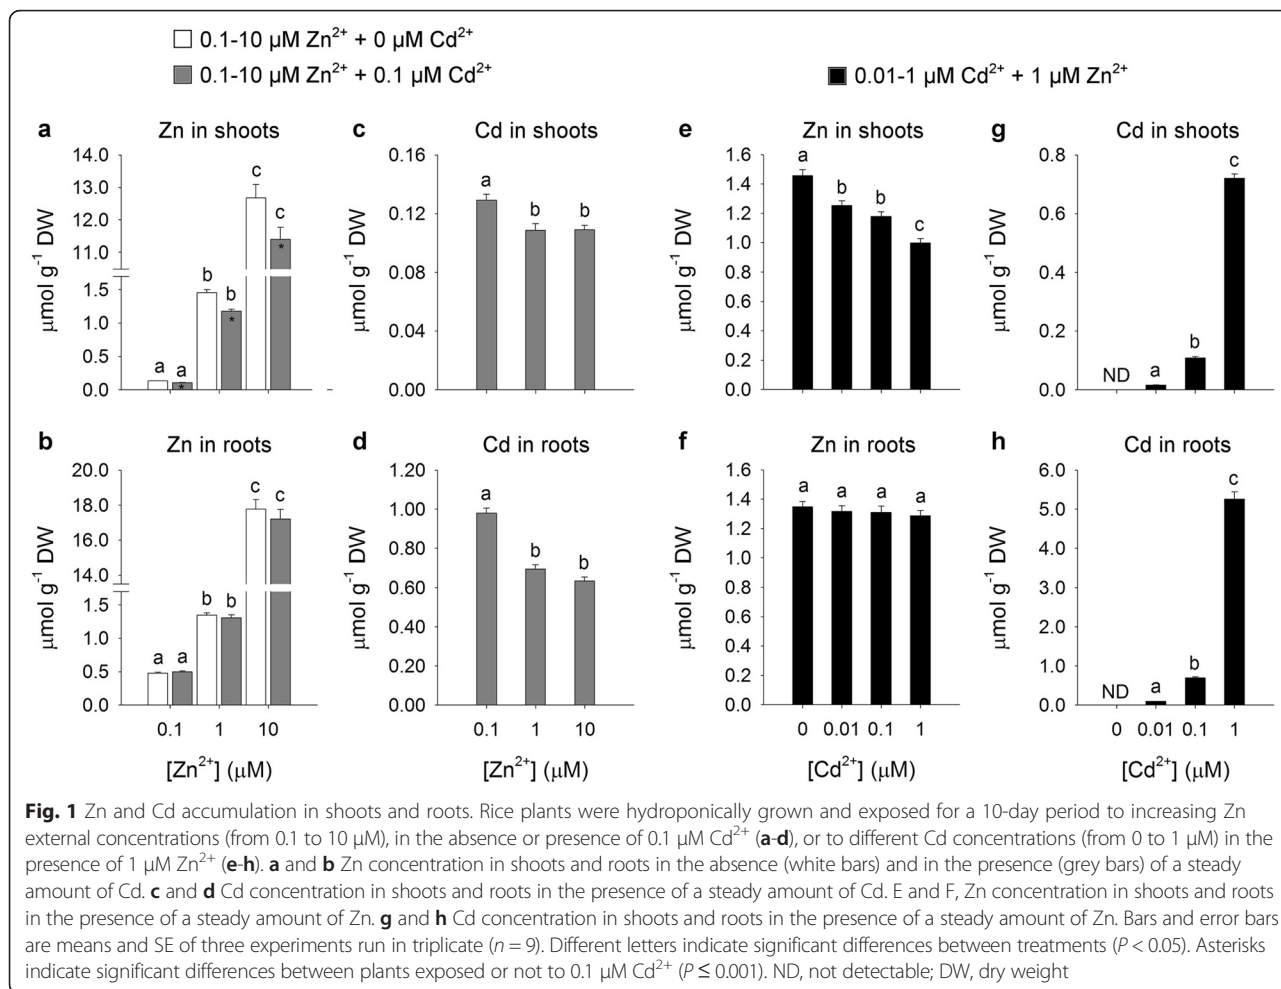 0.1-10 µM Zn²⁺ + 0 µM Cd²⁺
0.1-10 µM Zn²⁺ + 0.1 µM Cd²⁺
0.01-1 µM Cd²⁺ + 1 µM Zn²⁺
a
Zn in shoots
µmol g⁻¹ DW
14.0
13.0
12.0
11.0
1.5
1.0
0.5
0.0
a
a
*
b
b
*
c
c
*
c
Cd in shoots
µmol g⁻¹ DW
0.16
0.12
0.08
0.04
0.00
a
b
b
e
Zn in shoots
µmol g⁻¹ DW
1.6
1.4
1.2
1.0
0.8
0.6
0.4
0.2
0.0
a
b
b
c
g
Cd in shoots
µmol g⁻¹ DW
0.8
0.6
0.4
0.2
0.0
ND
a
b
c
b
Zn in roots
µmol g⁻¹ DW
20.0
18.0
16.0
14.0
1.5
1.0
0.5
0.0
a
a
b
b
c
c
0.1 1 10
[Zn²⁺] (µM)
d
Cd in roots
µmol g⁻¹ DW
1.20
1.00
0.80
0.60
0.40
0.20
0.00
a
b
b
0.1 1 10
[Zn²⁺] (µM)
f
Zn in roots
µmol g⁻¹ DW
1.6
1.4
1.2
1.0
0.8
0.6
0.4
0.2
0.0
a
a
a
a
0 0.01 0.1 1
[Cd²⁺] (µM)
h
Cd in roots
µmol g⁻¹ DW
6.0
5.0
4.0
3.0
2.0
1.0
0.0
ND
a
b
c
0 0.01 0.1 1
[Cd²⁺] (µM)
Fig. 1 Zn and Cd accumulation in shoots and roots. Rice plants were hydroponically grown and exposed for a 10-day period to increasing Zn
external concentrations (from 0.1 to 10 µM), in the absence or presence of 0.1 µM Cd²⁺ (a-d), or to different Cd concentrations (from 0 to 1 µM) in the
presence of 1 µM Zn²⁺ (e-h). a and b Zn concentration in shoots and roots in the absence (white bars) and in the presence (grey bars) of a steady
amount of Cd. c and d Cd concentration in shoots and roots in the presence of a steady amount of Cd. E and F, Zn concentration in shoots and roots
in the presence of a steady amount of Zn. g and h Cd concentration in shoots and roots in the presence of a steady amount of Zn. Bars and error bars
are means and SE of three experiments run in triplicate (n = 9). Different letters indicate significant differences between treatments (P < 0.05). Asterisks
indicate significant differences between plants exposed or not to 0.1 µM Cd²⁺ (P ≤ 0.001). ND, not detectable; DW, dry weight